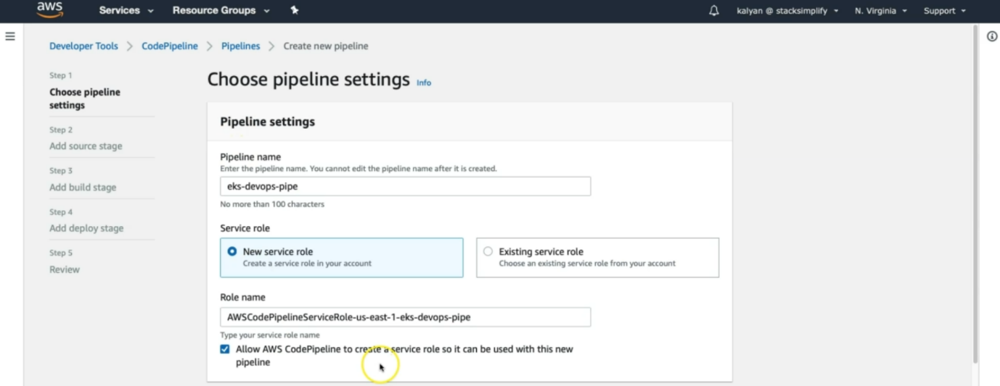 aws Services Resource Groups kalyan @ stacksimplify N. Virginia Support
Developer Tools > CodePipeline > Pipelines > Create new pipeline
Step 1
Choose pipeline
settings
Step 2
Add source stage
Step 3
Add build stage
Step 4
Add deploy stage
Step 5
Review
Choose pipeline settings Info
Pipeline settings
Pipeline name
Enter the pipeline name. You cannot edit the pipeline name after it is created.
eks-devops-pipe
No more than 100 characters
Service role
New service role
Create a service role in your account
Existing service role
Choose an existing service role from your account
Role name
AWSCodePipelineServiceRole-us-east-1-eks-devops-pipe
Type your service role name
Allow AWS CodePipeline to create a service role so it can be used with this new
pipeline